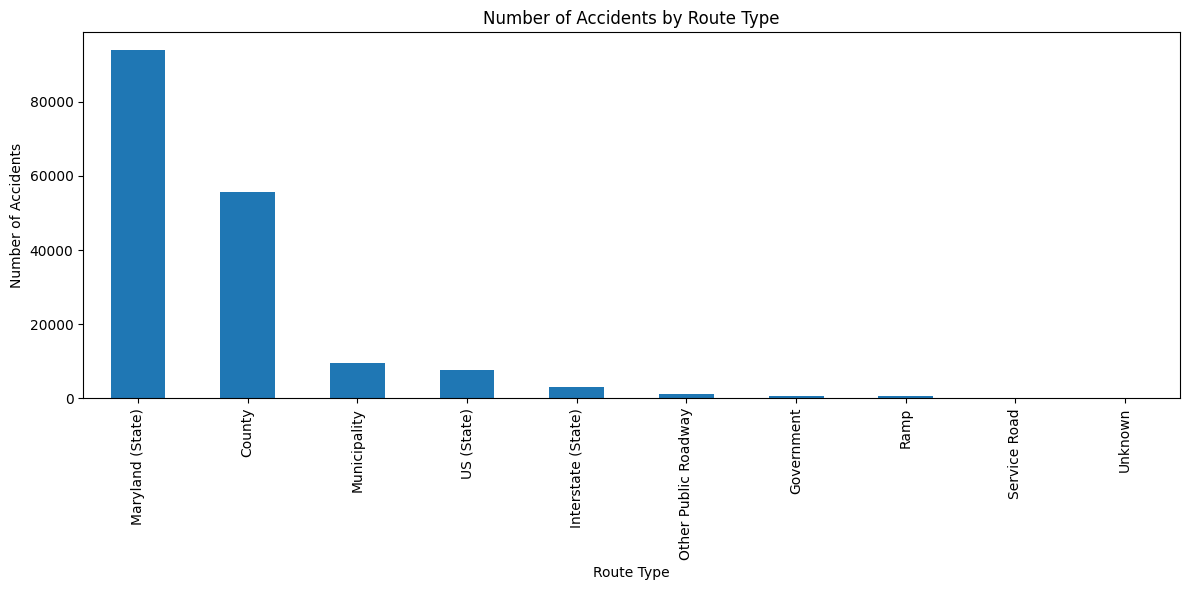 Number of Accidents by Route Type
Number of Accidents
80000
60000
40000
20000
0
Maryland (State)
County
Municipality
US (State)
Interstate (State)
Other Public Roadway
Government
Ramp
Service Road
Unknown
Route Type